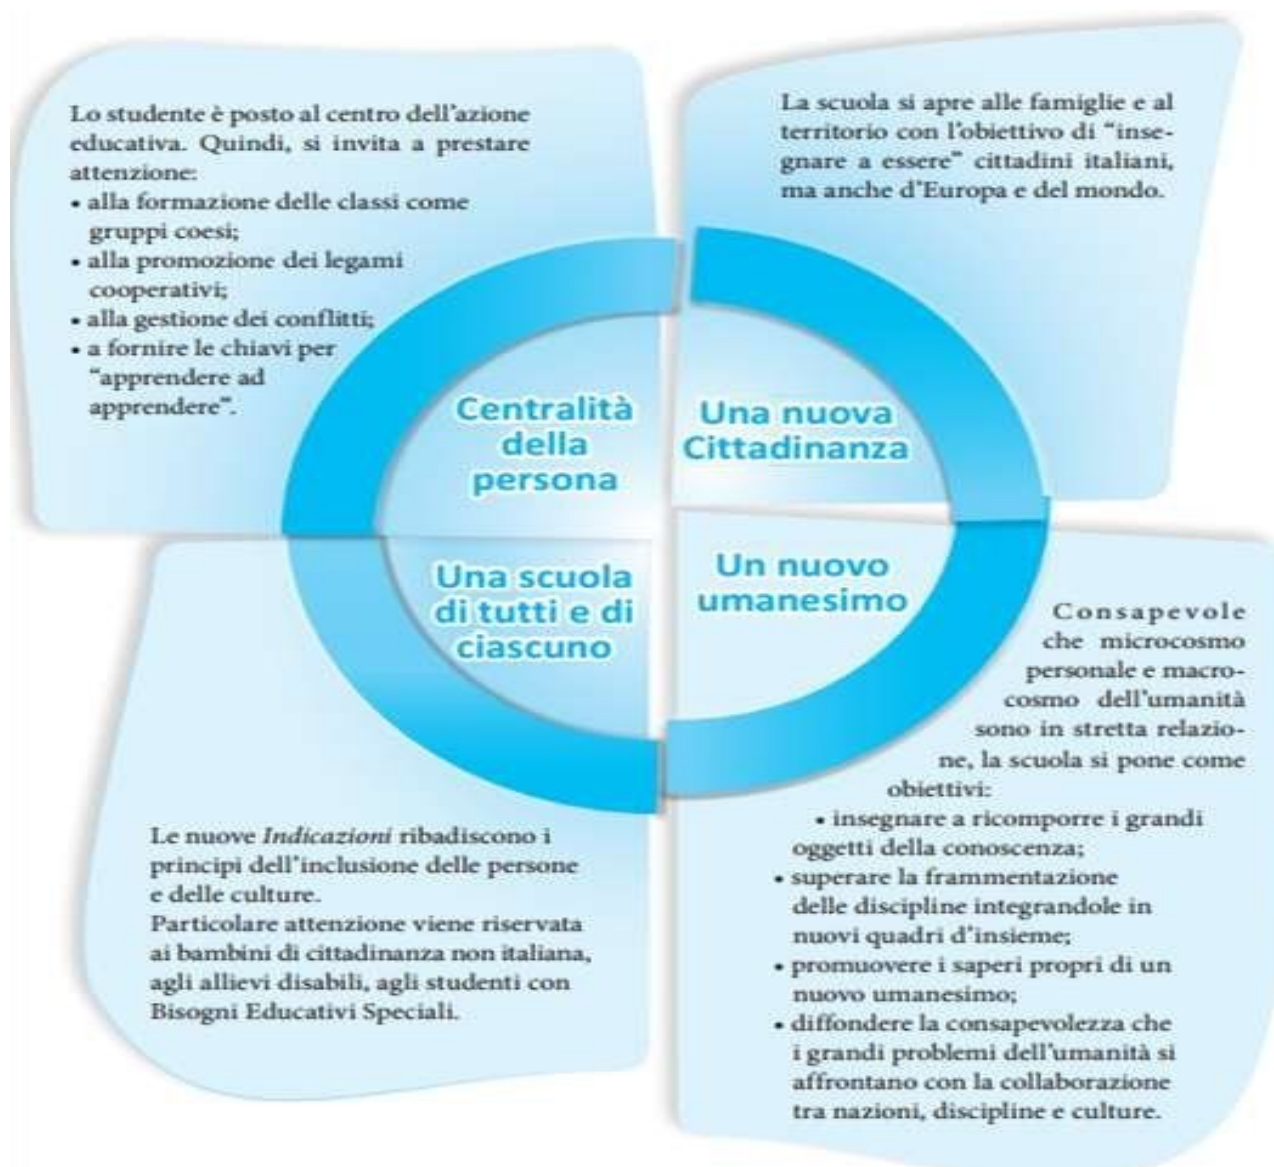 Lo studente è posto al centro dell'azione
educativa. Quindi, si invita a prestare
attenzione:
• alla formazione delle classi come
gruppi coesi;
• alla promozione dei legami
cooperativi;
• alla gestione dei conflitti;
• a fornire le chiavi per
"apprendere ad
apprendere".
Centralità
della
persona
La scuola si apre alle famiglie e al
territorio con l'obiettivo di "inse-
gnare a essere" cittadini italiani,
ma anche d'Europa e del mondo.
Una nuova
Cittadinanza
Una scuola
di tutti e di
ciascuno
Le nuove Indicazioni ribadiscono i
principi dell'inclusione delle persone
e delle culture.
Particolare attenzione viene riservata
ai bambini di cittadinanza non italiana,
agli allievi disabili, agli studenti con
Bisogni Educativi Speciali.
Un nuovo
umanesimo
Consapevole
che microcosmo
personale e macro-
cosmo dell'umanità
sono in stretta relazio-
ne, la scuola si pone come
obiettivi:
• insegnare a ricomporre i grandi
oggetti della conoscenza;
• superare la frammentazione
delle discipline integrandole in
nuovi quadri d'insieme;
• promuovere i saperi propri di un
nuovo umanesimo;
• diffondere la consapevolezza che
i grandi problemi dell'umanità si
affrontano con la collaborazione
tra nazioni, discipline e culture.